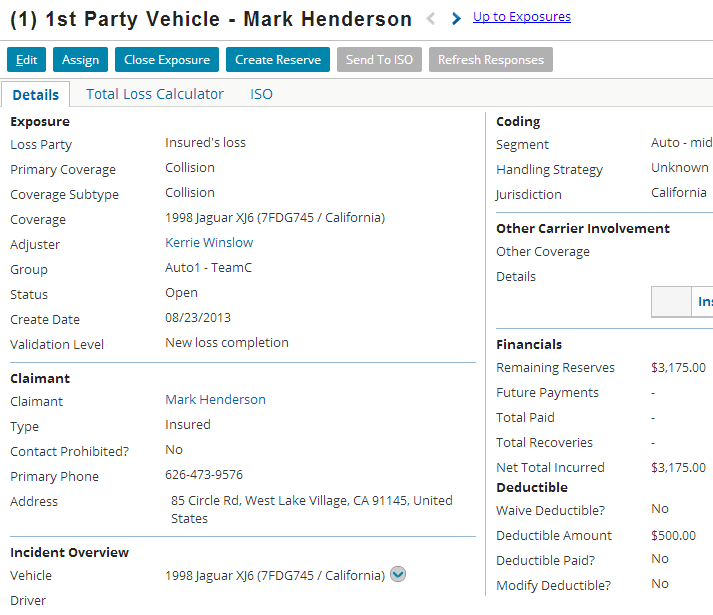 (1) 1st Party Vehicle - Mark Henderson Up to Exposures
Edit Assign Close Exposure Create Reserve Send To ISO Refresh Responses
Details Total Loss Calculator ISO
Exposure
Loss Party Insured's loss
Primary Coverage Collision
Coverage Subtype Collision
Coverage 1998 Jaguar XJ6 (7FDG745 / California)
Adjuster Kerrie Winslow
Group Auto1 - TeamC
Status Open
Create Date 08/23/2013
Validation Level New loss completion
Claimant
Claimant Mark Henderson
Type Insured
Contact Prohibited? No
Primary Phone 626-473-9576
Address 85 Circle Rd, West Lake Village, CA 91145, United
States
Incident Overview
Vehicle 1998 Jaguar XJ6 (7FDG745 / California)
Driver
Coding
Segment Auto - mid
Handling Strategy Unknown
Jurisdiction California
Other Carrier Involvement
Other Coverage
Details
Ins
Financials
Remaining Reserves $3,175.00
Future Payments -
Total Paid -
Total Recoveries -
Net Total Incurred $3,175.00
Deductible
Waive Deductible? No
Deductible Amount $500.00
Deductible Paid? No
Modify Deductible? No